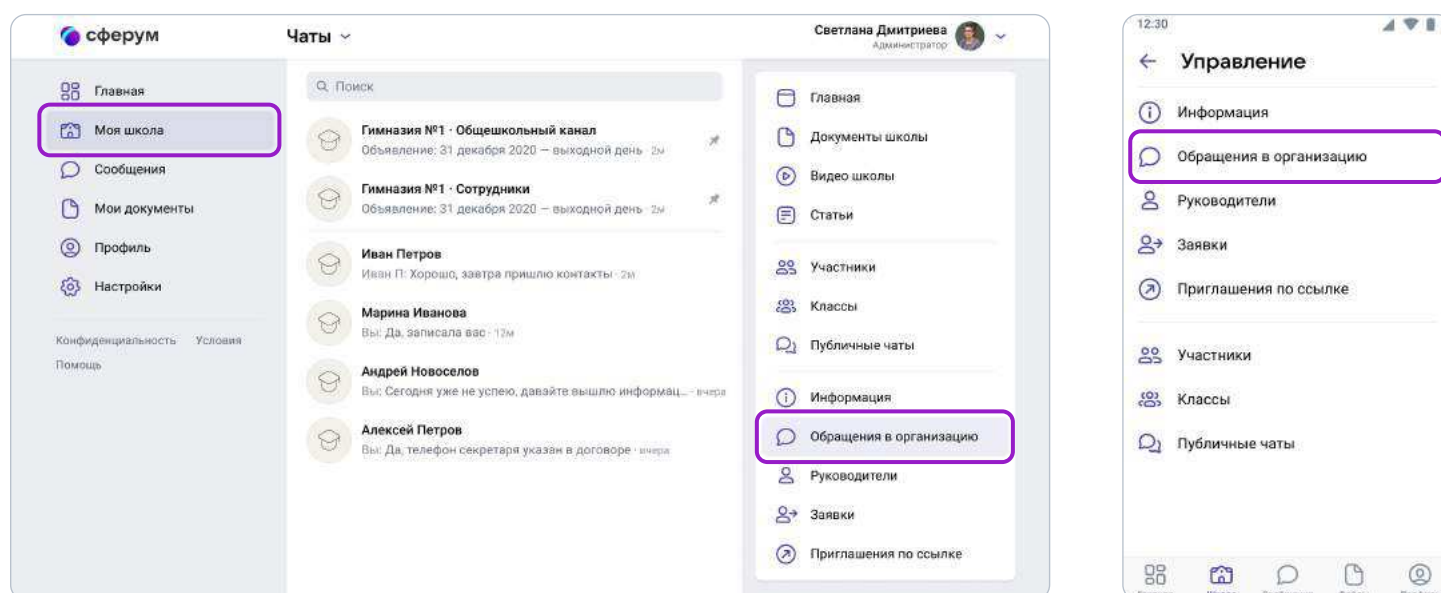 сферум
Чаты
Светлана Дмитриева
Администратор
Главная
Моя школа
Сообщения
Мои документы
Профиль
Настройки
Конфиденциальность Условия
Помощь
Поиск
Гимназия №1 · Общешкольный канал
Объявление: 31 декабря 2020 — выходной день · 2м
Гимназия №1 · Сотрудники
Объявление: 31 декабря 2020 — выходной день · 2м
Иван Петров
Иван П: Хорошо, завтра пришлю контакты · 2м
Марина Иванова
Вы: Да, записала вас · 12м
Андрей Новоселов
Вы: Сегодня уже не успею, давайте вышлю информац... · вчера
Алексей Петров
Вы: Да, телефон секретаря указан в договоре · вчера
Главная
Документы школы
Видео школы
Статьи
Участники
Классы
Публичные чаты
Информация
Обращения в организацию
Руководители
Заявки
Приглашения по ссылке
12:30
Управление
Информация
Обращения в организацию
Руководители
Заявки
Приглашения по ссылке
Участники
Классы
Публичные чаты